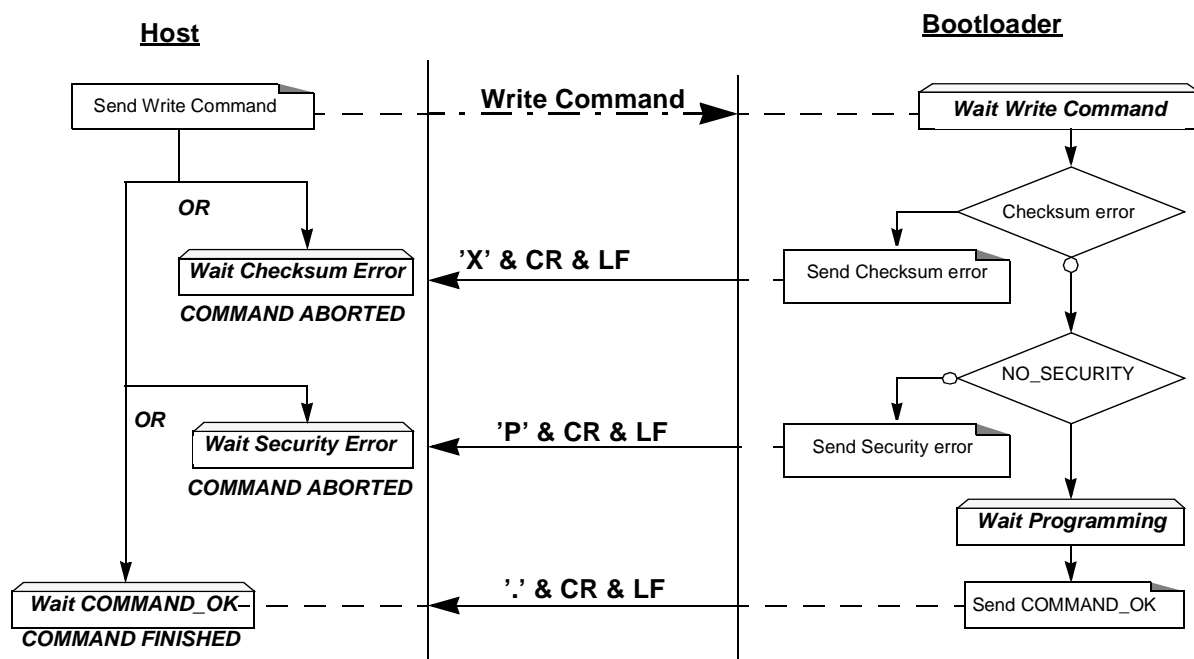 Host
Bootloader
Send Write Command
Write Command
Wait Write Command
OR
Checksum error
Wait Checksum Error
’X’ & CR & LF
Send Checksum error
COMMAND ABORTED
NO_SECURITY
OR
Wait Security Error
’P’ & CR & LF
Send Security error
COMMAND ABORTED
Wait Programming
Wait COMMAND_OK
’.’ & CR & LF
Send COMMAND_OK
COMMAND FINISHED